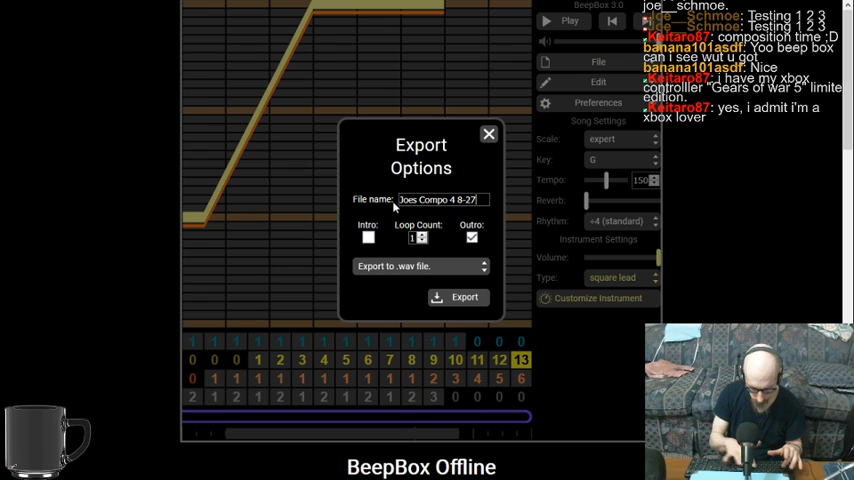 BeepBox 3.0
Play
File
Edit
Preferences
Song Settings
Scale: expert
Key: G
Tempo: 150
Reverb:
Rhythm: ÷4 (standard)
Instrument Settings
Volume:
Type: square lead
Customize Instrument
Export
Options
File name: Joes Compo 4 8-27
Intro: Loop Count: Outro:
1
Export to .wav file.
Export
joe__schmoe.
Joe__Schmoe: Testing 1 2 3
Testing 1 2 3
Keitaro87: composition time ;D
banana101asdf: Yoo beep box
can i see wut u got
banana101asdf: Nice
Keitaro87: i have my xbox
controlller "Gears of war 5" limite
edition.
Keitaro87: yes, i admit i'm a
xbox lover
1 1 1 1 1 1 1 1 1 1 1 1 1 0 0 0
0 0 0 1 2 3 4 5 6 7 8 9 10 11 12 13
0 1 1 1 1 1 1 1 1 1 1 2 3 4 5 6
2 1 2 1 2 1 2 1 2 1 2 3 0 0 0 0
BeepBox Offline